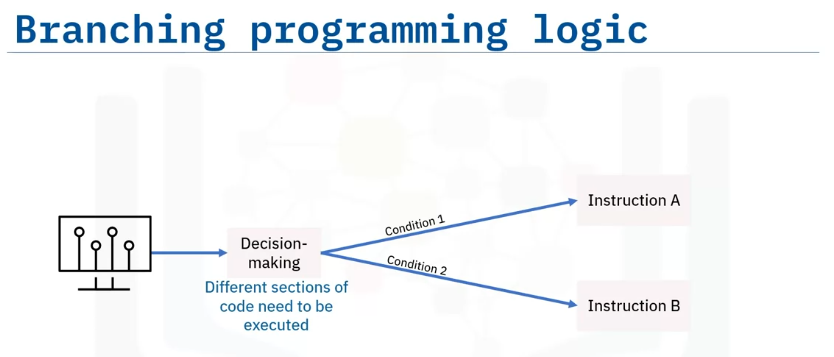 Branching programming logic
Instruction A
Condition 1
Decision-
making
Condition 2
Different sections of
code need to be
executed
Instruction B